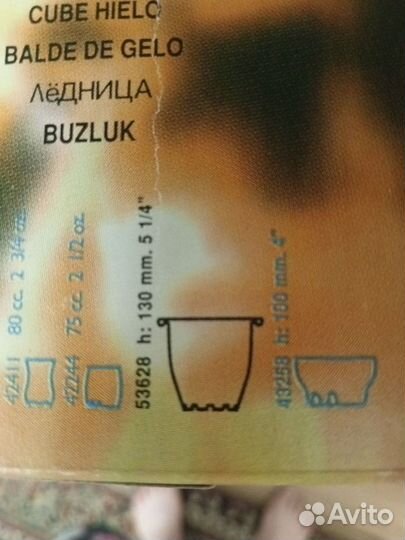 CUBE HIELO
BALDE DE GELO
ЛёДНИЦА
BUZLUK
42411 80 cc. 2 3/4 oz.
42244 75 cc. 2 1/2 oz.
53628 h: 130 mm. 5 1/4"
43258 h: 100 mm. 4"
Avito